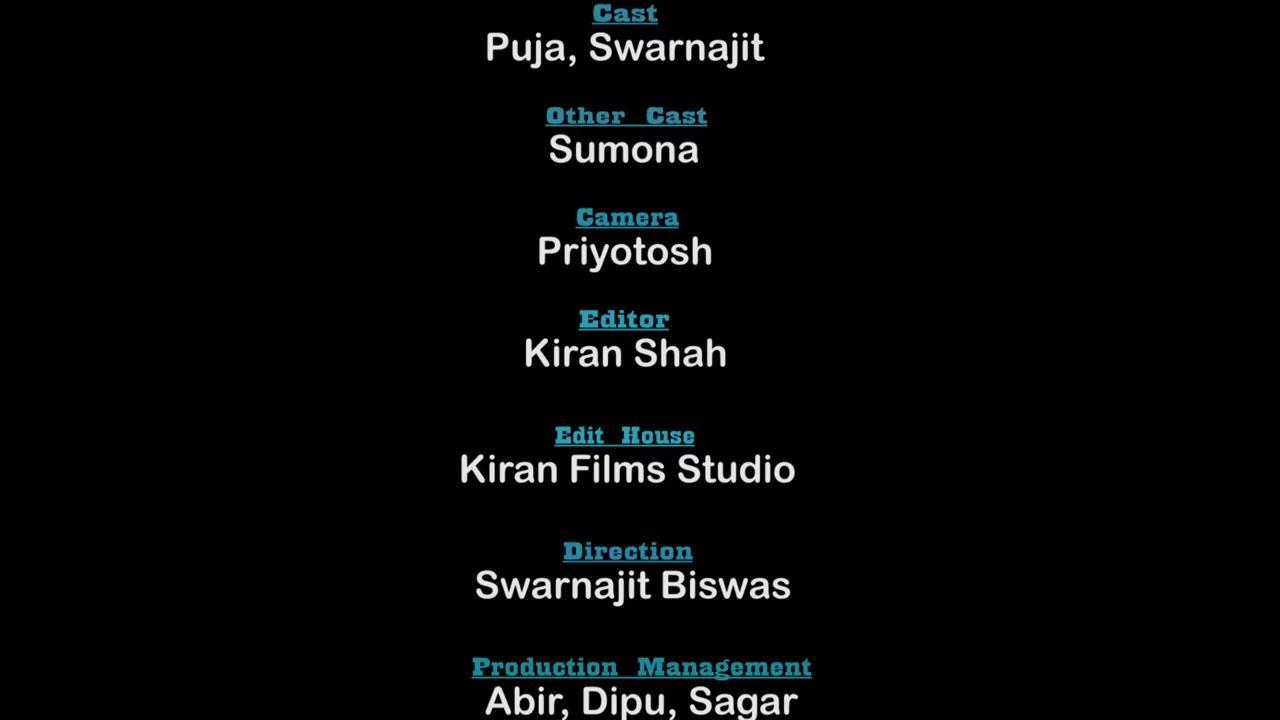 Cast
Puja, Swarnajit
Other Cast
Sumona
Camera
Priyotosh
Editor
Kiran Shah
Edit House
Kiran Films Studio
Direction
Swarnajit Biswas
Production Management
Abir, Dipu, Sagar